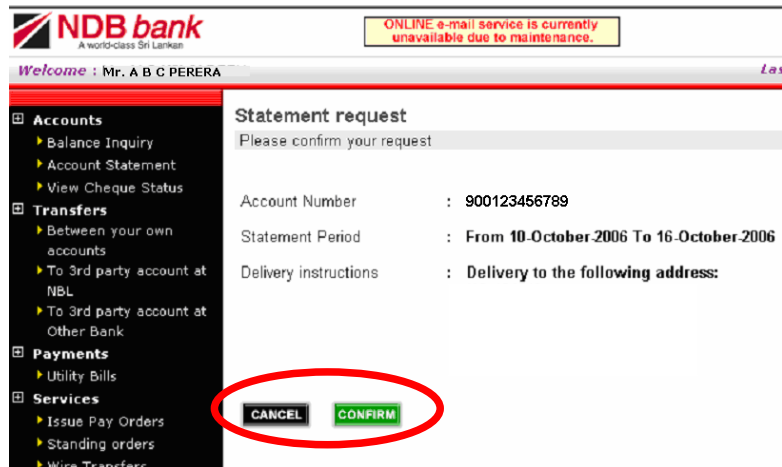 NDB bank
A world-class Sri Lankan
ONLINE e-mail service is currently
unavailable due to maintenance.
Welcome : Mr. A B C PERERA
Las
Accounts
Balance Inquiry
Account Statement
View Cheque Status
Transfers
Between your own
accounts
To 3rd party account at
NBL
To 3rd party account at
Other Bank
Payments
Utility Bills
Services
Issue Pay Orders
Standing orders
Wire Transfers
Statement request
Please confirm your request
Account Number : 900123456789
Statement Period : From 10-October-2006 To 16-October-2006
Delivery instructions : Delivery to the following address:
CANCEL CONFIRM